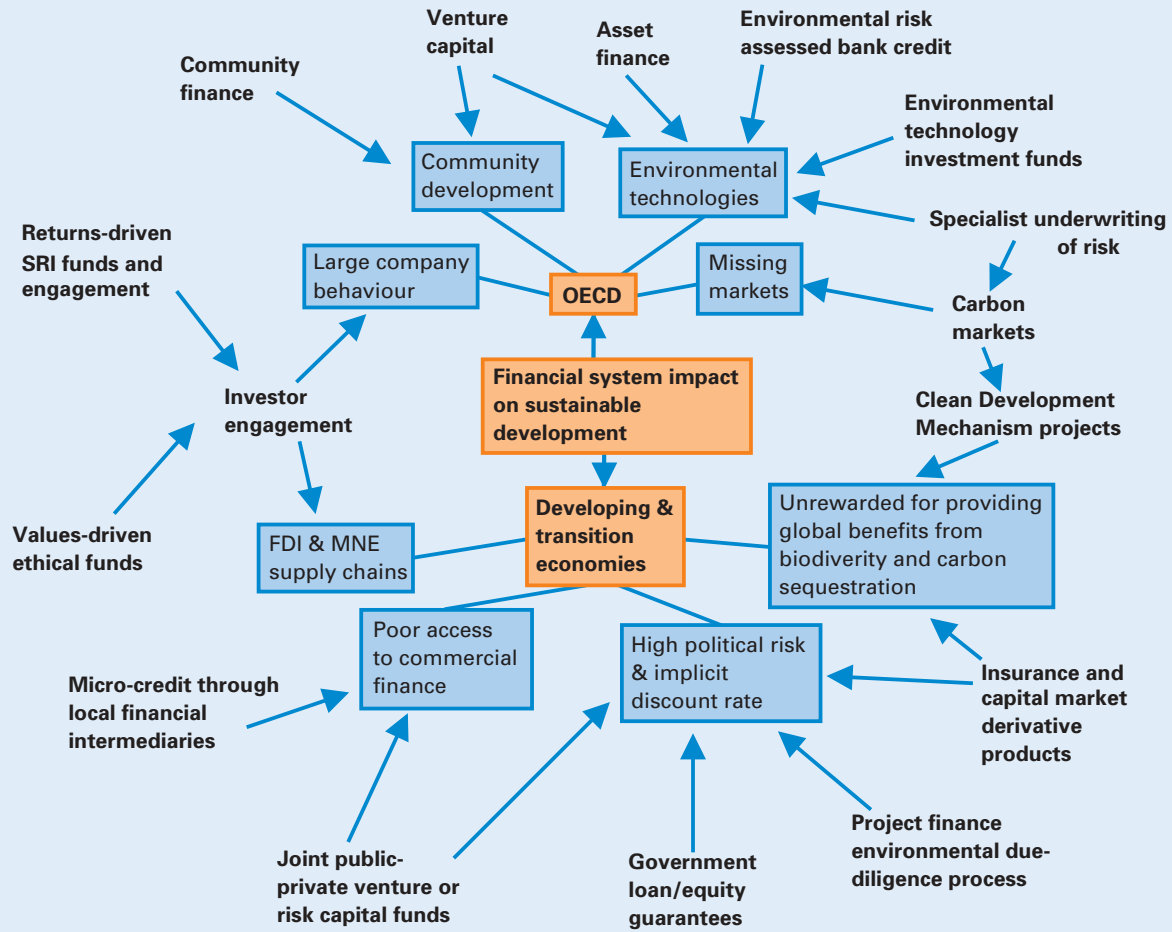 Venture
capital
Asset
finance
Environmental risk
assessed bank credit
Community
finance
Environmental
technology
investment funds
Community
development
Environmental
technologies
Returns-driven
SRI funds and
engagement
Specialist underwriting
of risk
Large company
behaviour
OECD
Missing
markets
Carbon
markets
Financial system impact
on sustainable
development
Investor
engagement
Clean Development
Mechanism projects
Values-driven
ethical funds
FDI & MNE
supply chains
Developing &
transition
economies
Unrewarded for providing
global benefits from
biodiverity and carbon
sequestration
Poor access
to commercial
finance
High political risk
& implicit
discount rate
Micro-credit through
local financial
intermediaries
Insurance and
capital market
derivative
products
Joint public-
private venture or
risk capital funds
Government
loan/equity
guarantees
Project finance
environmental due-
diligence process